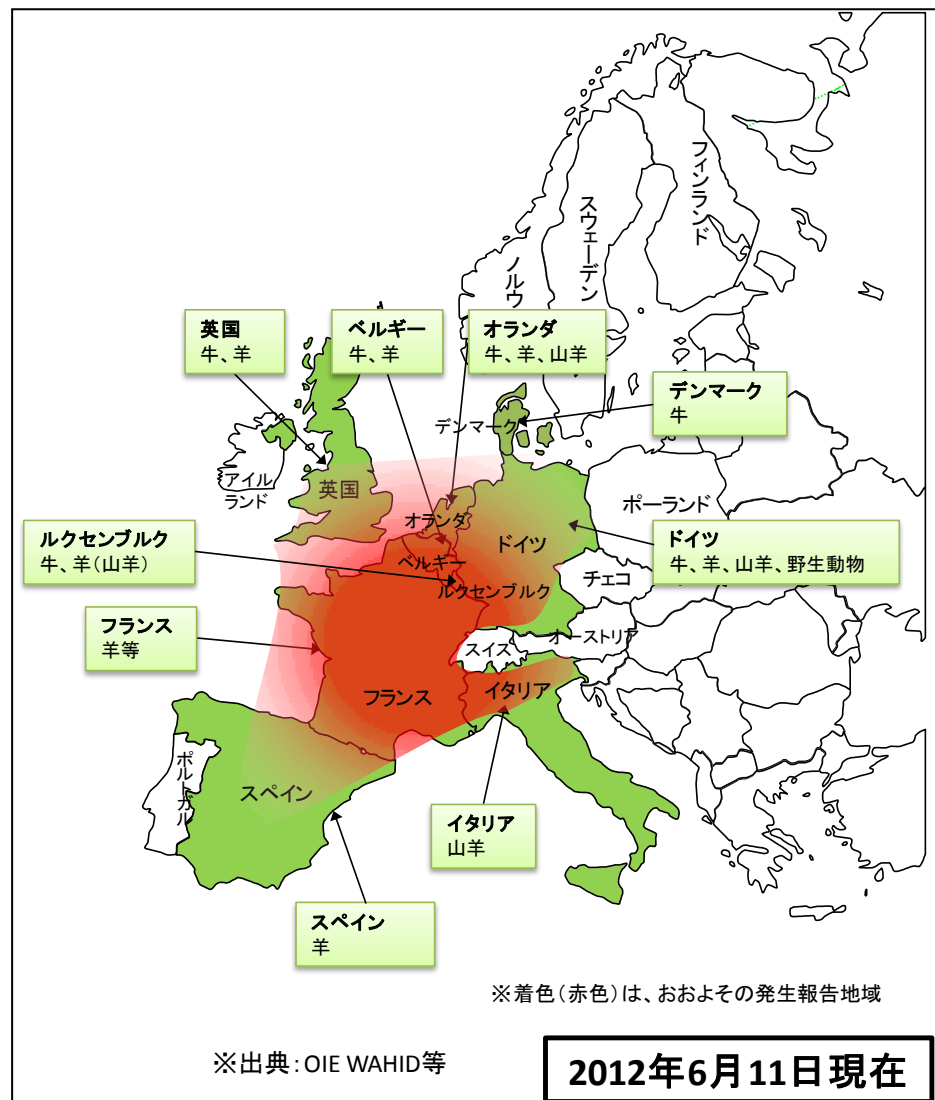 フィンランド
スウェーデン
ノルウ
英国
牛、羊
ベルギー
牛、羊
オランダ
牛、羊、山羊
デンマーク
牛
デンマーク
アイル
ランド
英国
オランダ
ドイツ
ポーランド
ルクセンブルク
牛、羊(山羊)
ベルギー
ルクセンブルク
チェコ
ドイツ
牛、羊、山羊、野生動物
フランス
羊等
スイス
オーストリア
フランス
イタリア
ポルトガル
スペイン
イタリア
山羊
スペイン
羊
※着色(赤色)は、おおよその発生報告地域
※出典:OIE WAHID等
2012年6月11日現在